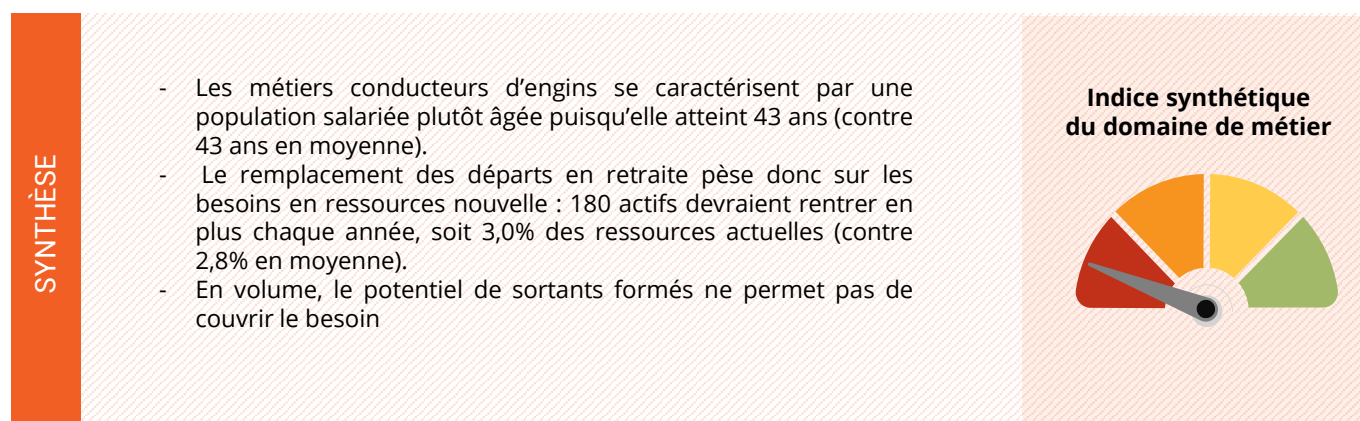 SYNTHÈSE
- Les métiers conducteurs d’engins se caractérisent par une
population salariée plutôt âgée puisqu’elle atteint 43 ans (contre
43 ans en moyenne).
- Le remplacement des départs en retraite pèse donc sur les
besoins en ressources nouvelle : 180 actifs devraient rentrer en
plus chaque année, soit 3,0% des ressources actuelles (contre
2,8% en moyenne).
- En volume, le potentiel de sortants formés ne permet pas de
couvrir le besoin
Indice synthétique
du domaine de métier